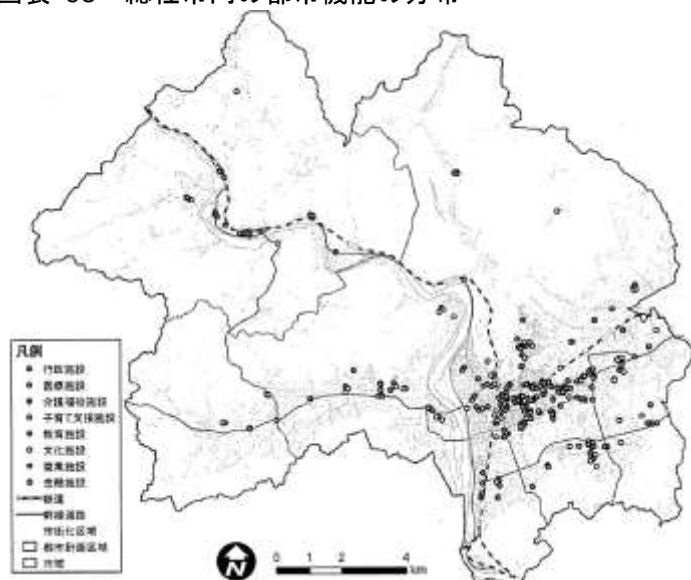 総社市内の都市機能の分布
凡例
行政施設
医療施設
介護福祉施設
子育て支援施設
教育施設
文化施設
商業施設
金融施設
鉄道
幹線道路
市街化区域
都市計画区域
市域
N
0 1 2 4
km